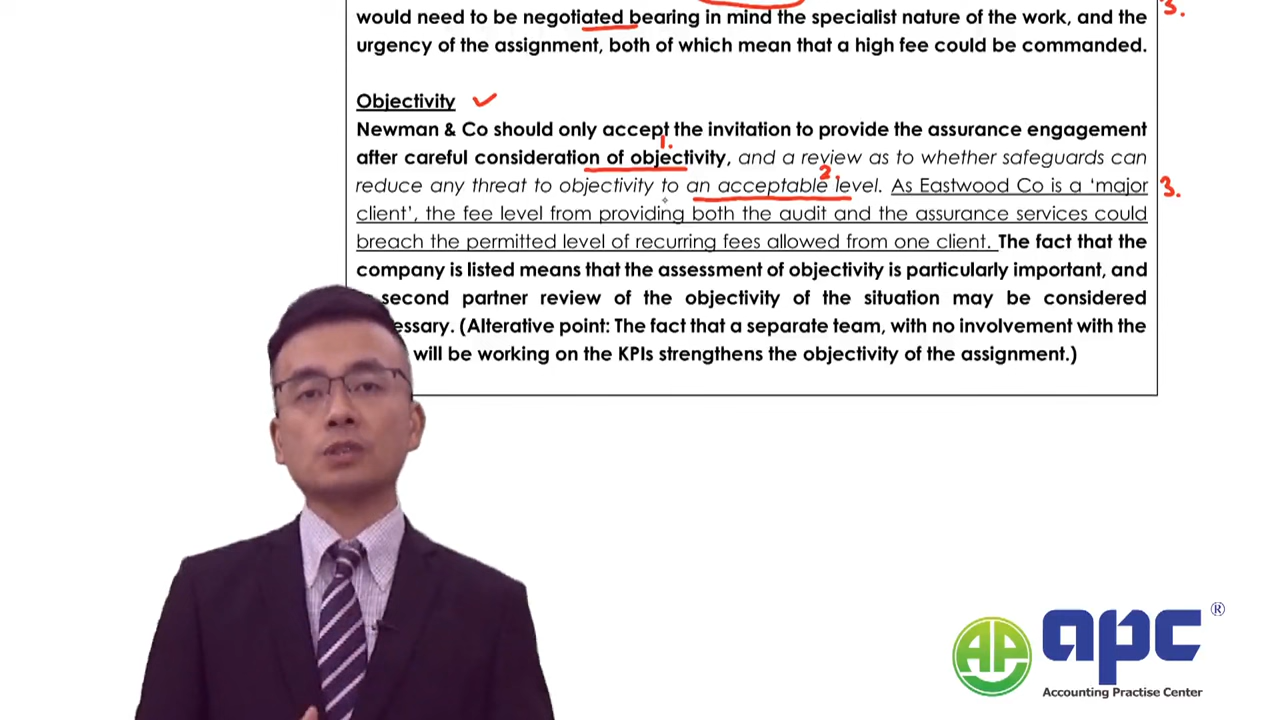 would need to be negotiated bearing in mind the specialist nature of the work, and the
3.
urgency of the assignment, both of which mean that a high fee could be commanded.
Objectivity
Newman & Co should only accept the invitation to provide the assurance engagement
1.
after careful consideration of objectivity, and a review as to whether safeguards can
2.
reduce any threat to objectivity to an acceptable level. As Eastwood Co is a ‘major
3.
client’, the fee level from providing both the audit and the assurance services could
breach the permitted level of recurring fees allowed from one client. The fact that the
company is listed means that the assessment of objectivity is particularly important, and
second partner review of the objectivity of the situation may be considered
essary. (Alterative point: The fact that a separate team, with no involvement with the
will be working on the KPIs strengthens the objectivity of the assignment.)
AP
apc®
Accounting Practise Center